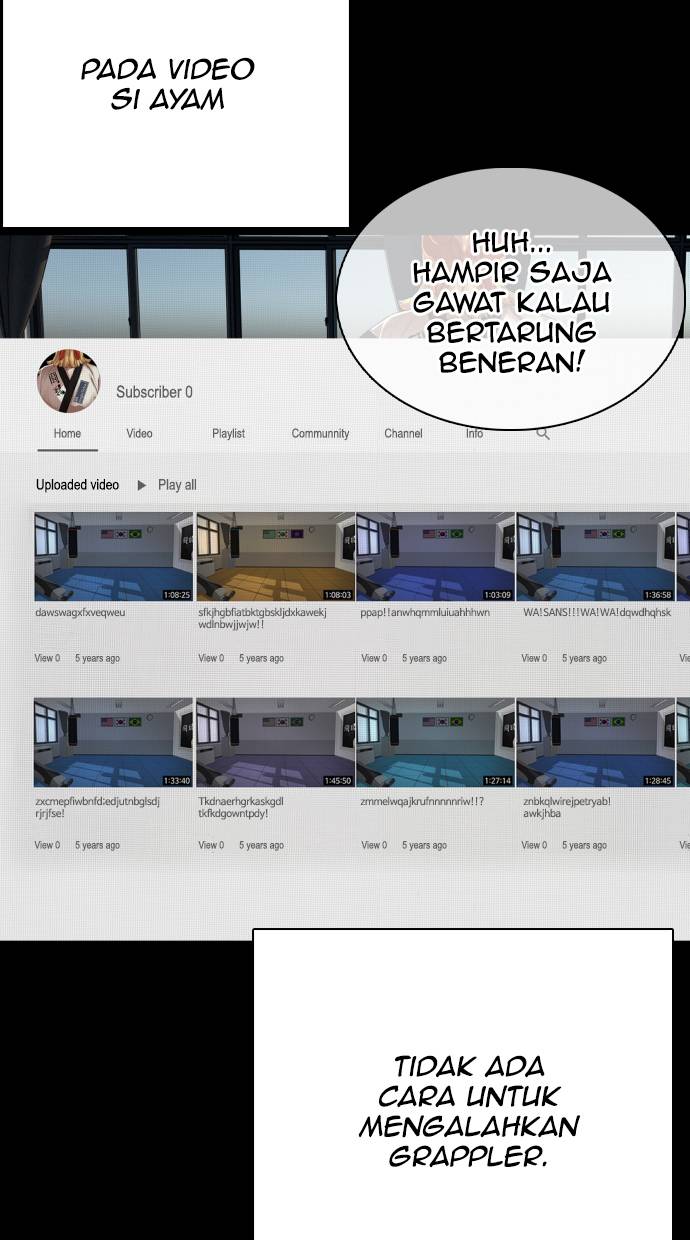 PADA VIDEO
SI AYAM
HUH...
HAMPIR SAJA
GAWAT KALAU
BERTARUNG
BENERAN!
Subscriber 0
Home Video Playlist Communnity Channel Info
Uploaded video Play all
1:08:25 1:08:03 1:03:09 1:36:58
dawswagxfxveqweu
sfkjhgbfiatbktgbskljdxkawekj
wdlnbwjjwjw!!
ppap!!anwhqmmluiuahhhwn
WA!SANS!!!WA!WA!dqwdhqhsk
View 0 5 years ago View 0 5 years ago View 0 5 years ago View 0 5 years ago
1:33:40 1:45:50 1:27:14 1:28:45
zxcmepfiwbnfd;edjutnbglsdj
rjrjfse!
Tkdnaerhgrkaskgdl
tkfkdgowntpdy!
zmmelwqajkrufnnnnnriw!!?
znbkqlwirejpetryab!
awkjhba
View 0 5 years ago View 0 5 years ago View 0 5 years ago View 0 5 years ago
TIDAK ADA
CARA UNTUK
MENGALAHKAN
GRAPPLER.